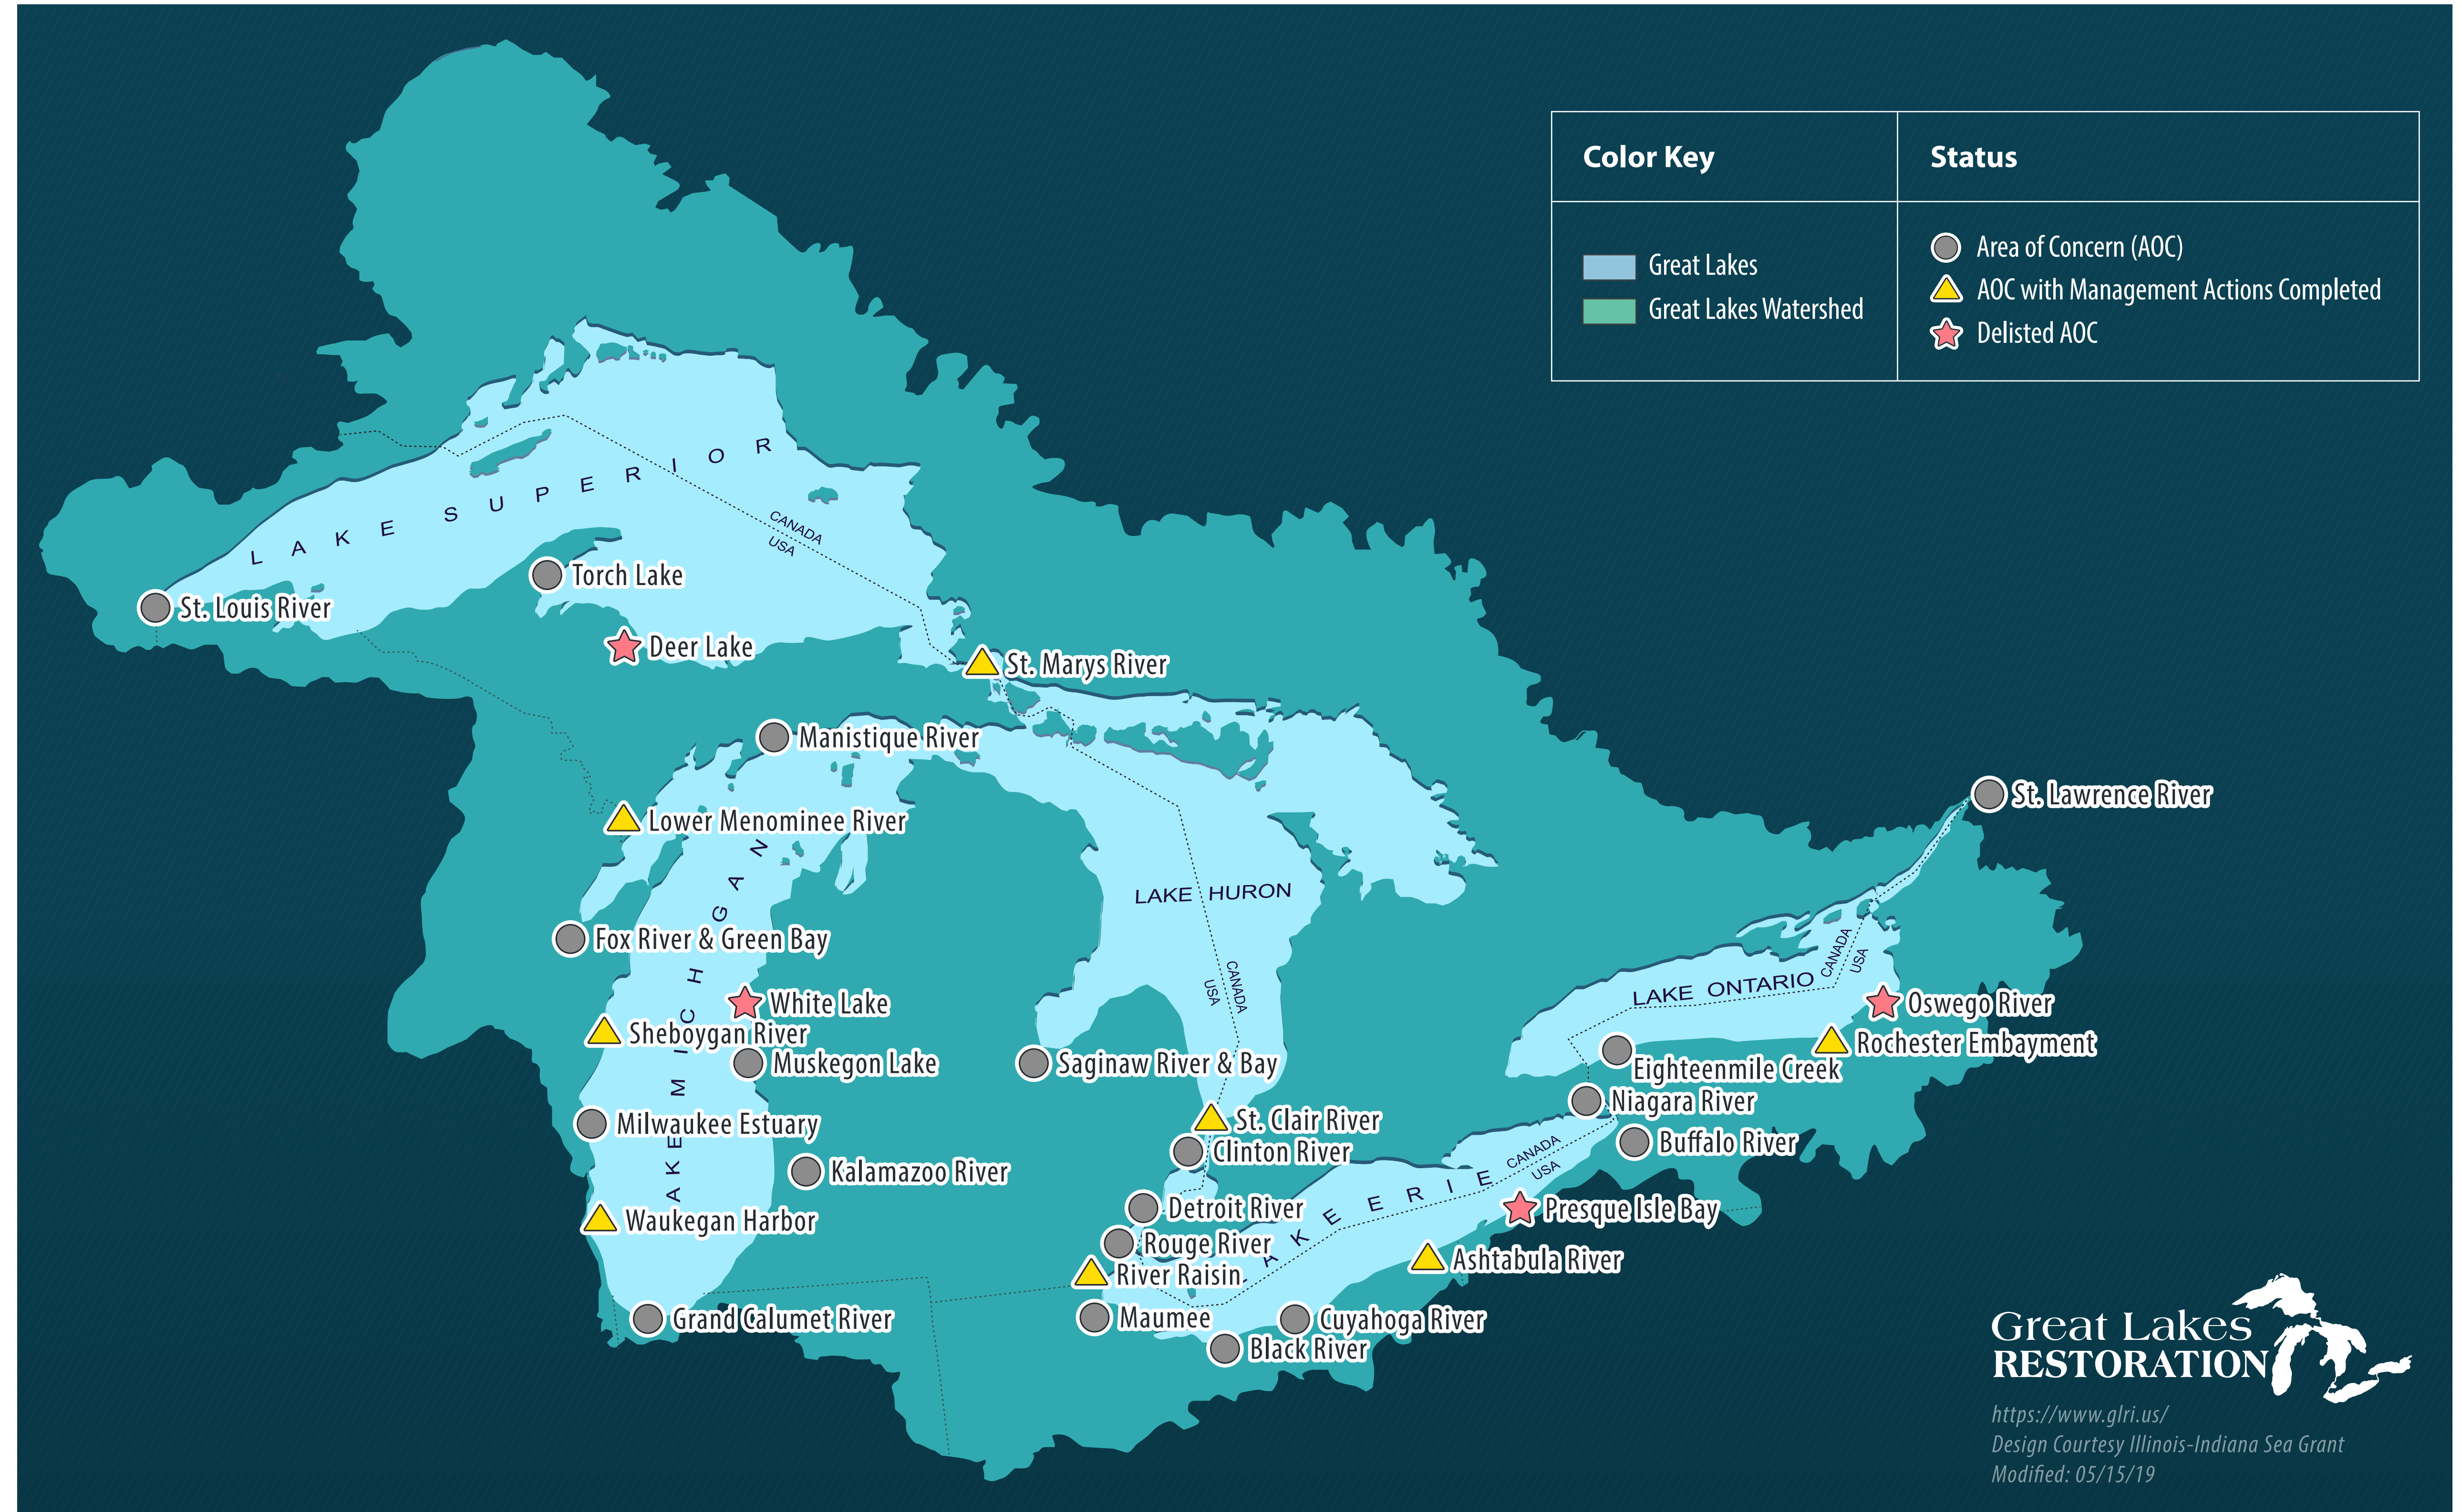 Color Key
Status
Great Lakes
Great Lakes Watershed
Area of Concern (AOC)
AOC with Management Actions Completed
Delisted AOC
LAKE SUPERIOR
CANADA
USA
Torch Lake
St. Louis River
Deer Lake
St. Marys River
Manistique River
Lower Menominee River
St. Lawrence River
LAKE HURON
CANADA
USA
Fox River & Green Bay
LAKE MICHGAN
White Lake
Sheboygan River
Muskegon Lake
Saginaw River & Bay
LAKE ONTARIO
CANADA
USA
Oswego River
Rochester Embayment
Eighteenmile Creek
Niagara River
Buffalo River
Milwaukee Estuary
Kalamazoo River
Waukegan Harbor
Grand Calumet River
St. Clair River
Clinton River
Detroit River
Rouge River
River Raisin
Maumee
LAKE ERIE
CANADA
USA
Presque Isle Bay
Ashtabula River
Cuyahoga River
Black River
Great Lakes
RESTORATION
https://www.glri.us/
Design Courtesy Illinois-Indiana Sea Grant
Modified: 05/15/19